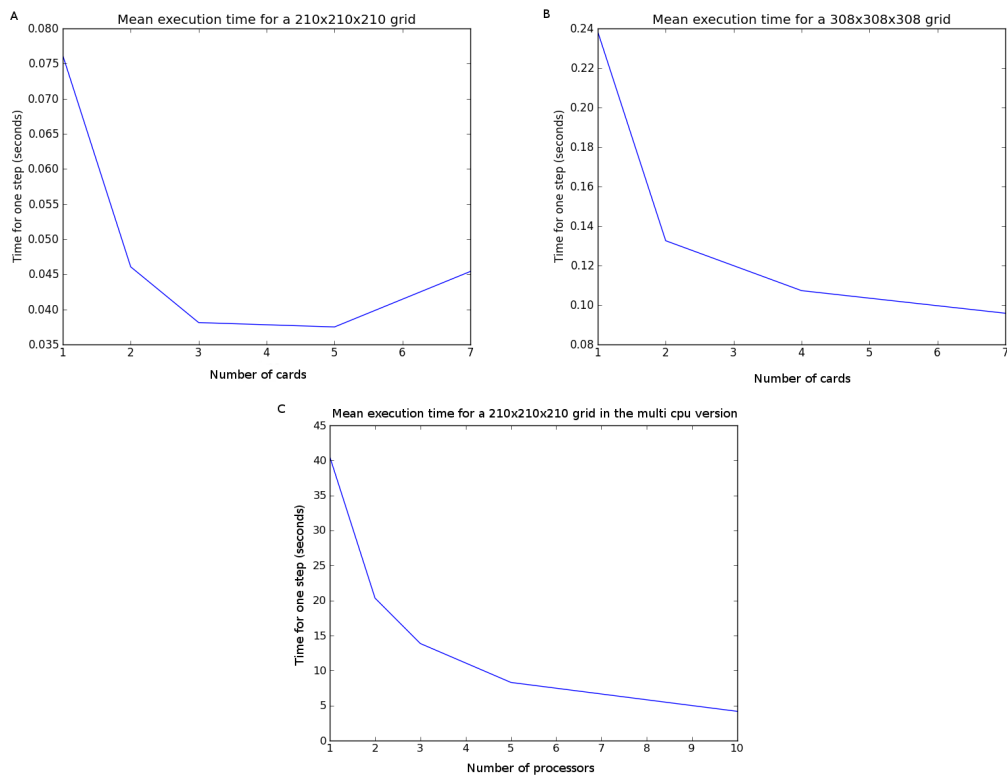 A
Mean execution time for a 210x210x210 grid
0.080
0.075
0.070
0.065
0.060
0.055
0.050
0.045
0.040
0.035
Time for one step (seconds)
1 2 3 4 5 6 7
Number of cards
B
Mean execution time for a 308x308x308 grid
0.24
0.22
0.20
0.18
0.16
0.14
0.12
0.10
0.08
Time for one step (seconds)
1 2 3 4 5 6 7
Number of cards
C
Mean execution time for a 210x210x210 grid in the multi cpu version
45
40
35
30
25
20
15
10
5
0
Time for one step (seconds)
1 2 3 4 5 6 7 8 9 10
Number of processors